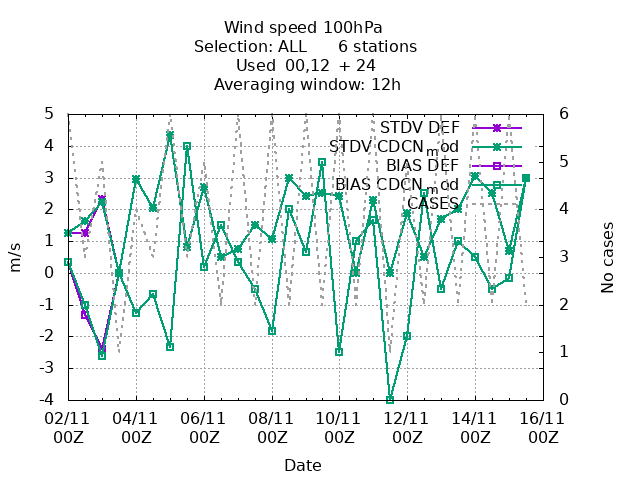 Wind speed 100hPa
Selection: ALL 6 stations
Used 00,12 + 24
Averaging window: 12h
5
4
3
2
1
0
-1
-2
-3
-4
m/s
6
5
4
3
2
1
0
No cases
STDV DEF
STDV CDCN_mod
BIAS DEF
BIAS CDCN_mod
CASES
02/11 04/11 06/11 08/11 10/11 12/11 14/11 16/11
00Z 00Z 00Z 00Z 00Z 00Z 00Z 00Z
Date